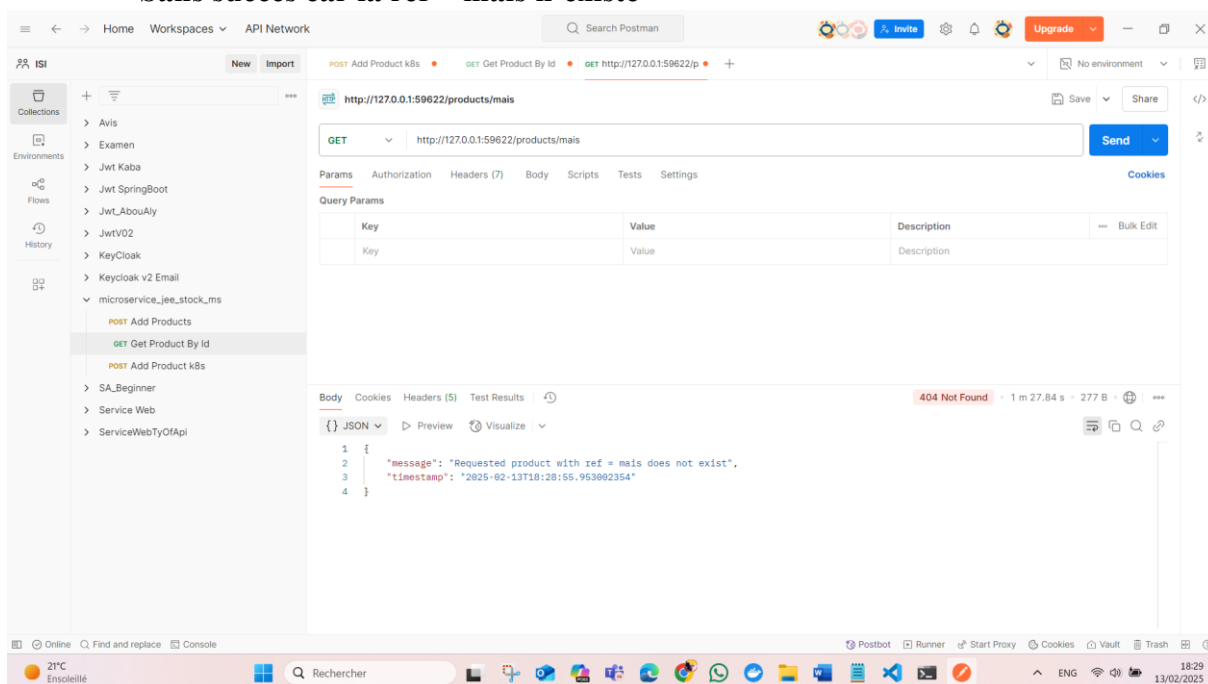 Home Workspaces API Network Search Postman Invite Upgrade
ISI New Import POST Add Product k8s GET Get Product By Id GET http://127.0.0.1:59622/p No environment
Collections
Environments
Flows
History
Avis
Examen
Jwt Kaba
Jwt SpringBoot
Jwt_AbouAly
JwtV02
KeyCloak
Keycloak v2 Email
microservice_jee_stock_ms
POST Add Products
GET Get Product By Id
POST Add Product k8s
SA_Beginner
Service Web
ServiceWebTyOfApi
HTTP http://127.0.0.1:59622/products/mais Save Share
GET http://127.0.0.1:59622/products/mais Send
Params Authorization Headers (7) Body Scripts Tests Settings Cookies
Query Params
Key Value Description Bulk Edit
Key Value Description
Body Cookies Headers (5) Test Results 404 Not Found 1 m 27.84 s 277 B
{} JSON Preview Visualize
1 {
2 "message": "Requested product with ref = mais does not exist",
3 "timestamp": "2025-02-13T18:28:55.953002354"
4 }
Online Find and replace Console Postbot Runner Start Proxy Cookies Vault Trash
21°C
Ensoleillé
Rechercher
ENG
18:29
13/02/2025